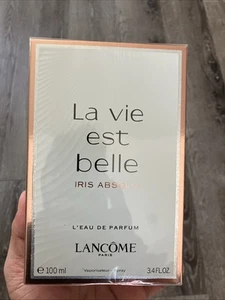 La vie
est
belle
IRIS
L'EAU DE PARFUM
LANCÔME
PARIS
℮ 100 ml
3.4 FL.OZ.